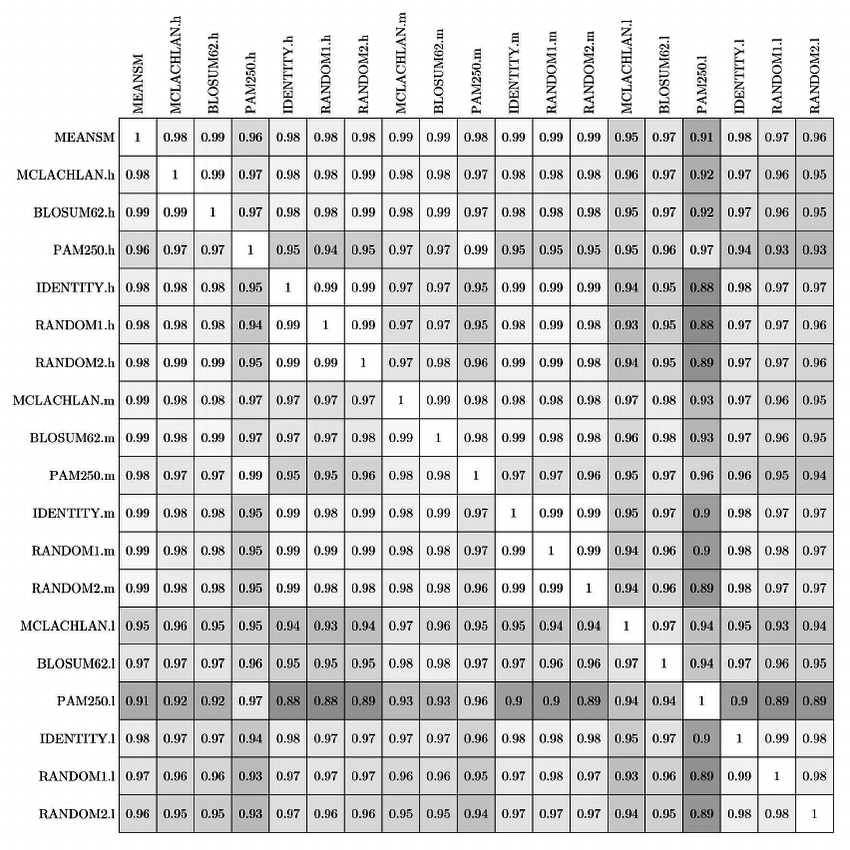 MEANSM MCLACHLAN.h BLOSUM62.h PAM250.h IDENTITY.h RANDOM1.h RANDOM2.h MCLACHLAN.m BLOSUM62.m PAM250.m IDENTITY.m RANDOM1.m RANDOM2.m MCLACHLAN.l BLOSUM62.l PAM250.l IDENTITY.l RANDOM1.l RANDOM2.l
MEANSM 1 0.98 0.99 0.96 0.98 0.98 0.98 0.99 0.99 0.98 0.99 0.99 0.99 0.95 0.97 0.91 0.98 0.97 0.96
MCLACHLAN.h 0.98 1 0.99 0.97 0.98 0.98 0.99 0.98 0.98 0.97 0.98 0.98 0.98 0.96 0.97 0.92 0.97 0.96 0.95
BLOSUM62.h 0.99 0.99 1 0.97 0.98 0.98 0.99 0.98 0.99 0.97 0.98 0.98 0.98 0.95 0.97 0.92 0.97 0.96 0.95
PAM250.h 0.96 0.97 0.97 1 0.95 0.94 0.95 0.97 0.97 0.99 0.95 0.95 0.95 0.95 0.96 0.97 0.94 0.93 0.93
IDENTITY.h 0.98 0.98 0.98 0.95 1 0.99 0.99 0.97 0.97 0.95 0.99 0.99 0.99 0.94 0.95 0.88 0.98 0.97 0.97
RANDOM1.h 0.98 0.98 0.98 0.94 0.99 1 0.99 0.97 0.97 0.95 0.98 0.99 0.98 0.93 0.95 0.88 0.97 0.97 0.96
RANDOM2.h 0.98 0.99 0.99 0.95 0.99 0.99 1 0.97 0.98 0.96 0.99 0.99 0.98 0.94 0.95 0.89 0.97 0.97 0.96
MCLACHLAN.m 0.99 0.98 0.98 0.97 0.97 0.97 0.97 1 0.99 0.98 0.98 0.98 0.98 0.97 0.98 0.93 0.97 0.96 0.95
BLOSUM62.m 0.99 0.98 0.99 0.97 0.97 0.97 0.98 0.99 1 0.98 0.99 0.98 0.98 0.96 0.98 0.93 0.97 0.96 0.95
PAM250.m 0.98 0.97 0.97 0.99 0.95 0.95 0.96 0.98 0.98 1 0.97 0.97 0.96 0.95 0.97 0.96 0.96 0.95 0.94
IDENTITY.m 0.99 0.98 0.98 0.95 0.99 0.98 0.99 0.98 0.99 0.97 1 0.99 0.99 0.95 0.97 0.9 0.98 0.97 0.97
RANDOM1.m 0.99 0.98 0.98 0.95 0.99 0.99 0.99 0.98 0.98 0.97 0.99 1 0.99 0.94 0.96 0.9 0.98 0.98 0.97
RANDOM2.m 0.99 0.98 0.98 0.95 0.99 0.98 0.98 0.98 0.98 0.96 0.99 0.99 1 0.94 0.96 0.89 0.98 0.97 0.97
MCLACHLAN.l 0.95 0.96 0.95 0.95 0.94 0.93 0.94 0.97 0.96 0.95 0.95 0.94 0.94 1 0.97 0.94 0.95 0.93 0.94
BLOSUM62.l 0.97 0.97 0.97 0.96 0.95 0.95 0.95 0.98 0.98 0.97 0.97 0.96 0.96 0.97 1 0.94 0.97 0.96 0.95
PAM250.l 0.91 0.92 0.92 0.97 0.88 0.88 0.89 0.93 0.93 0.96 0.9 0.9 0.89 0.94 0.94 1 0.9 0.89 0.89
IDENTITY.l 0.98 0.97 0.97 0.94 0.98 0.97 0.97 0.97 0.97 0.96 0.98 0.98 0.98 0.95 0.97 0.9 1 0.99 0.98
RANDOM1.l 0.97 0.96 0.96 0.93 0.97 0.97 0.97 0.96 0.96 0.95 0.97 0.98 0.97 0.93 0.96 0.89 0.99 1 0.98
RANDOM2.l 0.96 0.95 0.95 0.93 0.97 0.96 0.96 0.95 0.95 0.94 0.97 0.97 0.97 0.94 0.95 0.89 0.98 0.98 1